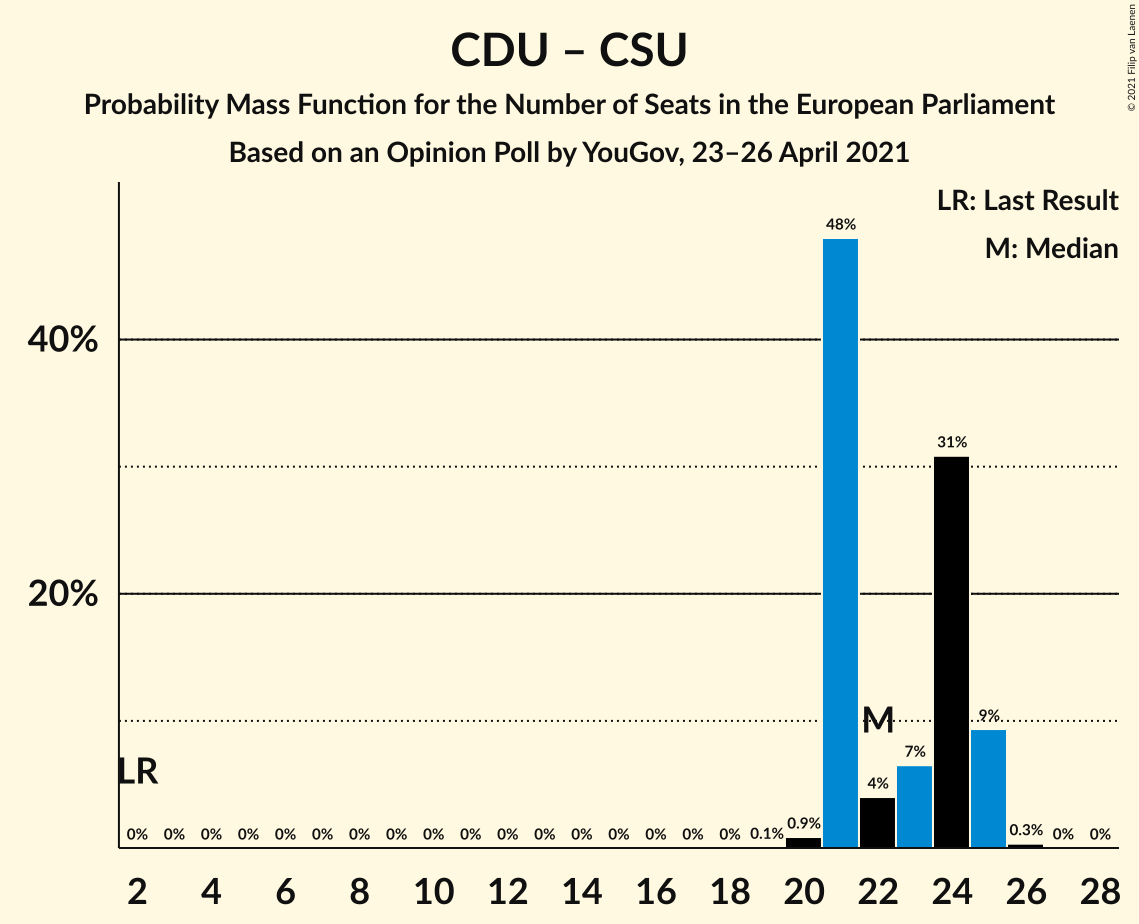 CDU – CSU
Probability Mass Function for the Number of Seats in the European Parliament
Based on an Opinion Poll by YouGov, 23–26 April 2021
© 2021 Filip van Laenen
LR: Last Result
M: Median
48%
40%
31%
20%
M
9%
7%
LR
4%
0% 0% 0% 0% 0% 0% 0% 0% 0% 0% 0% 0% 0% 0% 0% 0% 0% 0.1% 0.9% 0.3% 0% 0%
2 4 6 8 10 12 14 16 18 20 22 24 26 28